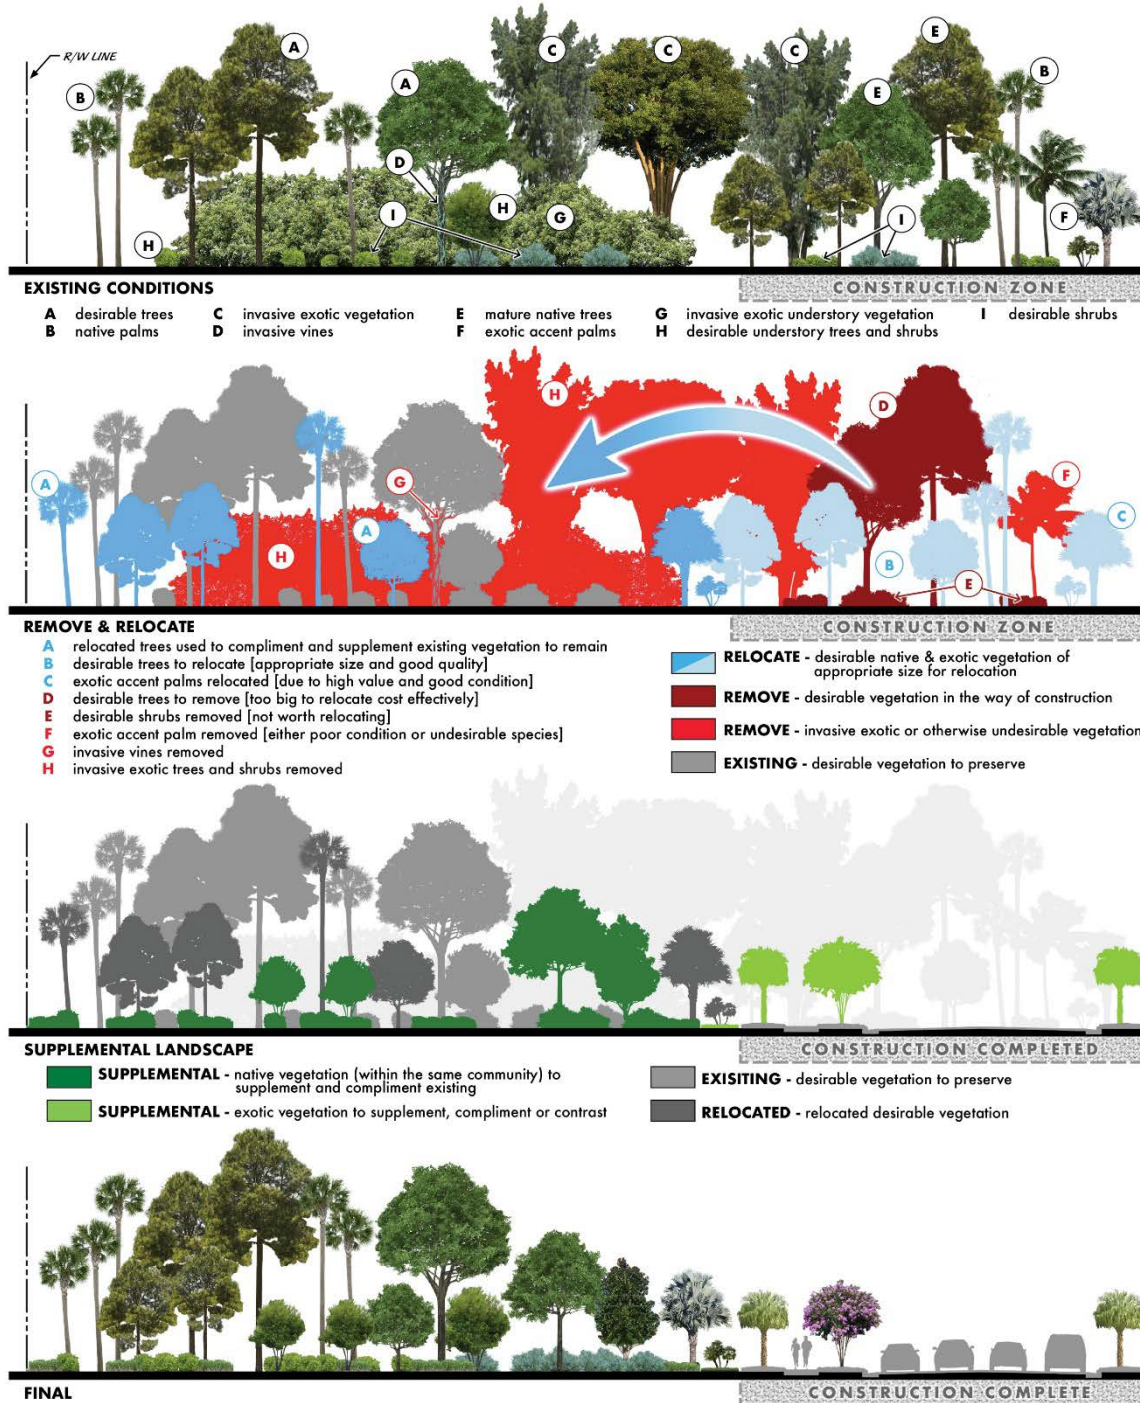 R/W LINE
A
C
C
C
E
B
A
E
B
D
H
I
G
I
F
H
EXISTING CONDITIONS
CONSTRUCTION ZONE
A desirable trees
B native palms
C invasive exotic vegetation
D invasive vines
E mature native trees
F exotic accent palms
G invasive exotic understory vegetation
H desirable understory trees and shrubs
I desirable shrubs
H
D
A
G
F
C
A
H
B
E
REMOVE & RELOCATE
CONSTRUCTION ZONE
A relocated trees used to compliment and supplement existing vegetation to remain
B desirable trees to relocate [appropriate size and good quality]
C exotic accent palms relocated [due to high value and good condition]
D desirable trees to remove [too big to relocate cost effectively]
E desirable shrubs removed [not worth relocating]
F exotic accent palm removed [either poor condition or undesirable species]
G invasive vines removed
H invasive exotic trees and shrubs removed
RELOCATE - desirable native & exotic vegetation of
appropriate size for relocation
REMOVE - desirable vegetation in the way of construction
REMOVE - invasive exotic or otherwise undesirable vegetation
EXISTING - desirable vegetation to preserve
SUPPLEMENTAL LANDSCAPE
CONSTRUCTION COMPLETED
SUPPLEMENTAL - native vegetation (within the same community) to
supplement and compliment existing
SUPPLEMENTAL - exotic vegetation to supplement, compliment or contrast
EXISITING - desirable vegetation to preserve
RELOCATED - relocated desirable vegetation
FINAL
CONSTRUCTION COMPLETE